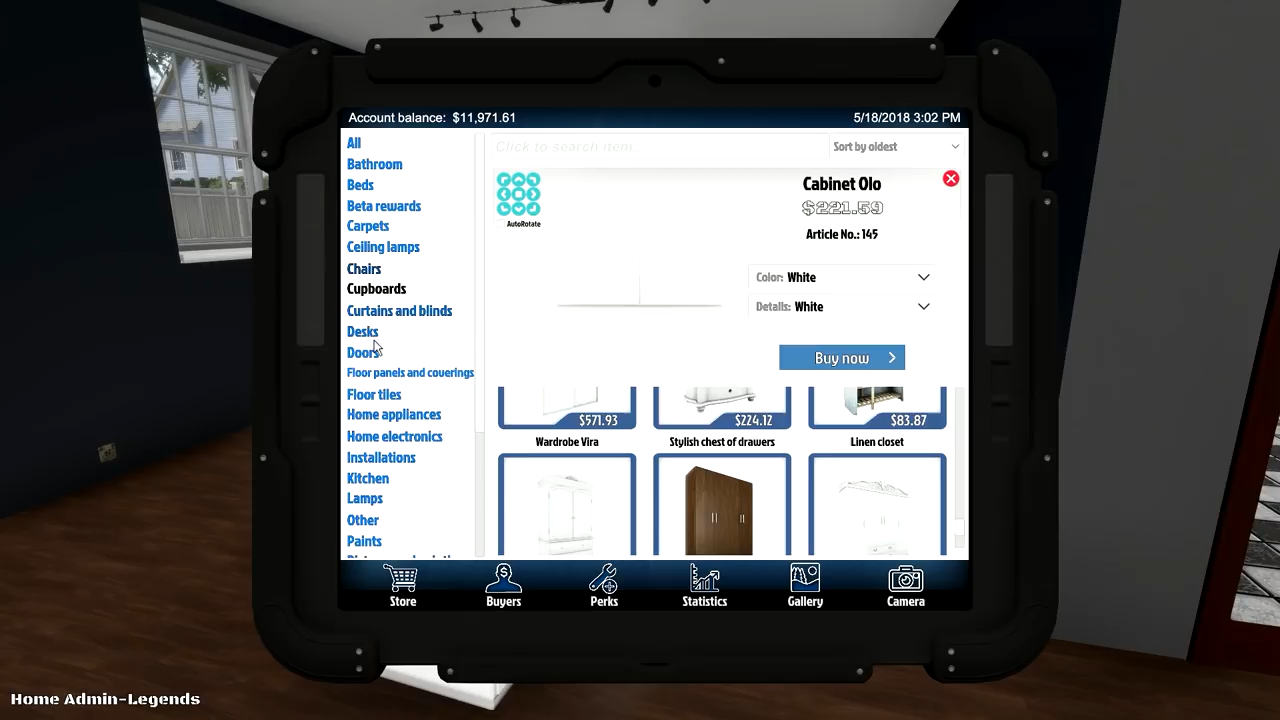 Account balance: $11,971.61
5/18/2018 3:02 PM
All
Bathroom
Beds
Beta rewards
Carpets
Ceiling lamps
Chairs
Cupboards
Curtains and blinds
Desks
Doors
Floor panels and coverings
Floor tiles
Home appliances
Home electronics
Installations
Kitchen
Lamps
Other
Paints
Click to search item...
Sort by oldest
AutoRotate
Cabinet Olo
$221.59
Article No.: 145
Color: White
Details: White
Buy now
$571.93
$224.12
$83.87
Wardrobe Vira
Stylish chest of drawers
Linen closet
Store
Buyers
Perks
Statistics
Gallery
Camera
Home Admin-Legends